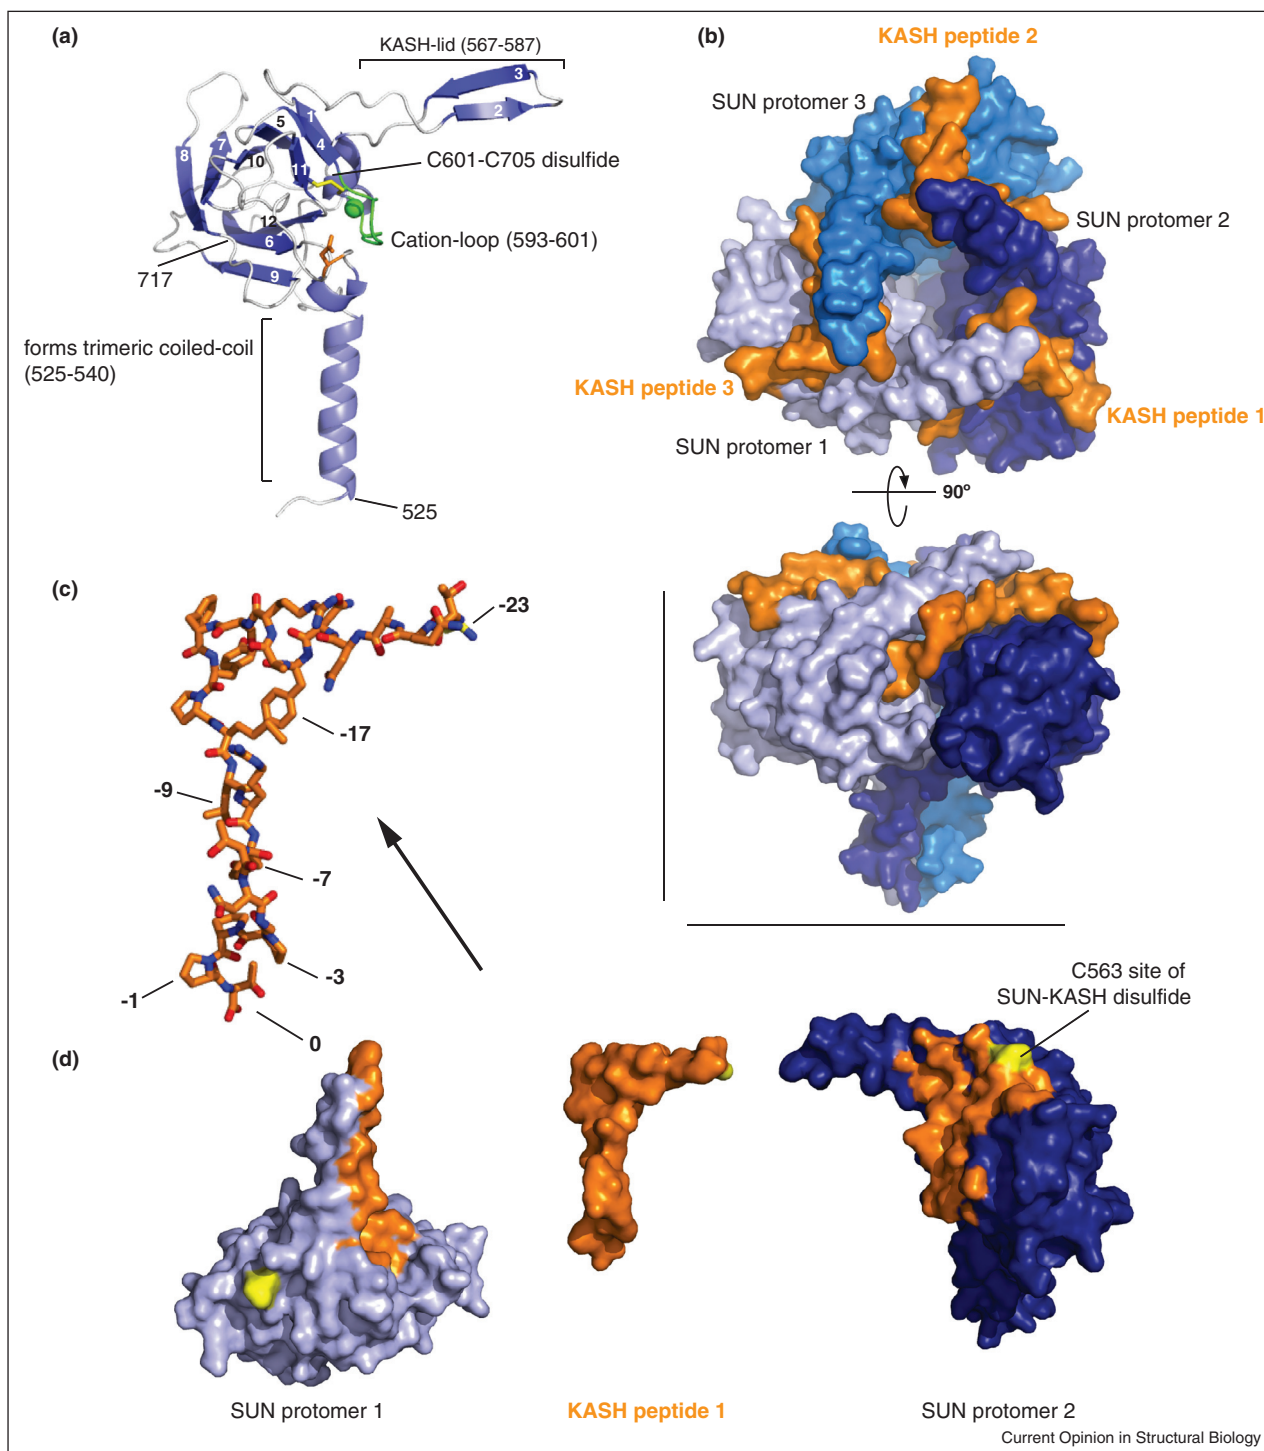 (a)
KASH-lid (567-587)
3
2
1
5
4
7
8
10
11
C601-C705 disulfide
12
6
Cation-loop (593-601)
9
717
forms trimeric coiled-coil
(525-540)
525
(b)
KASH peptide 2
SUN protomer 3
SUN protomer 2
KASH peptide 3
KASH peptide 1
SUN protomer 1
90º
(c)
-23
-17
-9
-7
-3
-1
0
(d)
C563 site of
SUN-KASH disulfide
SUN protomer 1
KASH peptide 1
SUN protomer 2
Current Opinion in Structural Biology